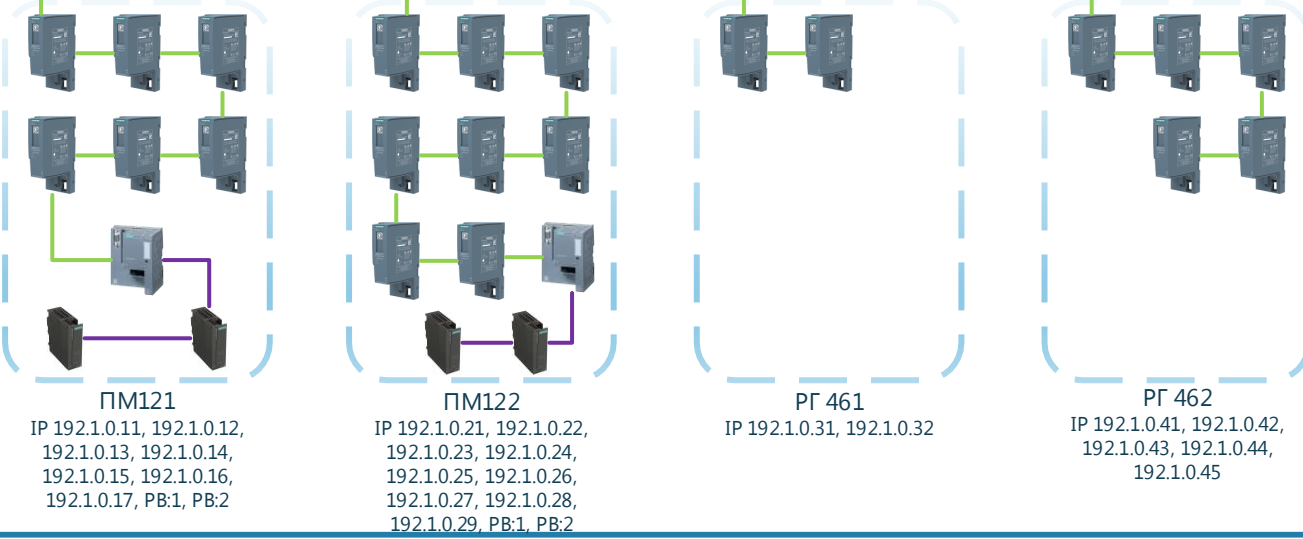 ПМ121
IP 192.1.0.11, 192.1.0.12,
192.1.0.13, 192.1.0.14,
192.1.0.15, 192.1.0.16,
192.1.0.17, PB:1, PB:2
ПМ122
IP 192.1.0.21, 192.1.0.22,
192.1.0.23, 192.1.0.24,
192.1.0.25, 192.1.0.26,
192.1.0.27, 192.1.0.28,
192.1.0.29, PB:1, PB:2
РГ 461
IP 192.1.0.31, 192.1.0.32
РГ 462
IP 192.1.0.41, 192.1.0.42,
192.1.0.43, 192.1.0.44,
192.1.0.45